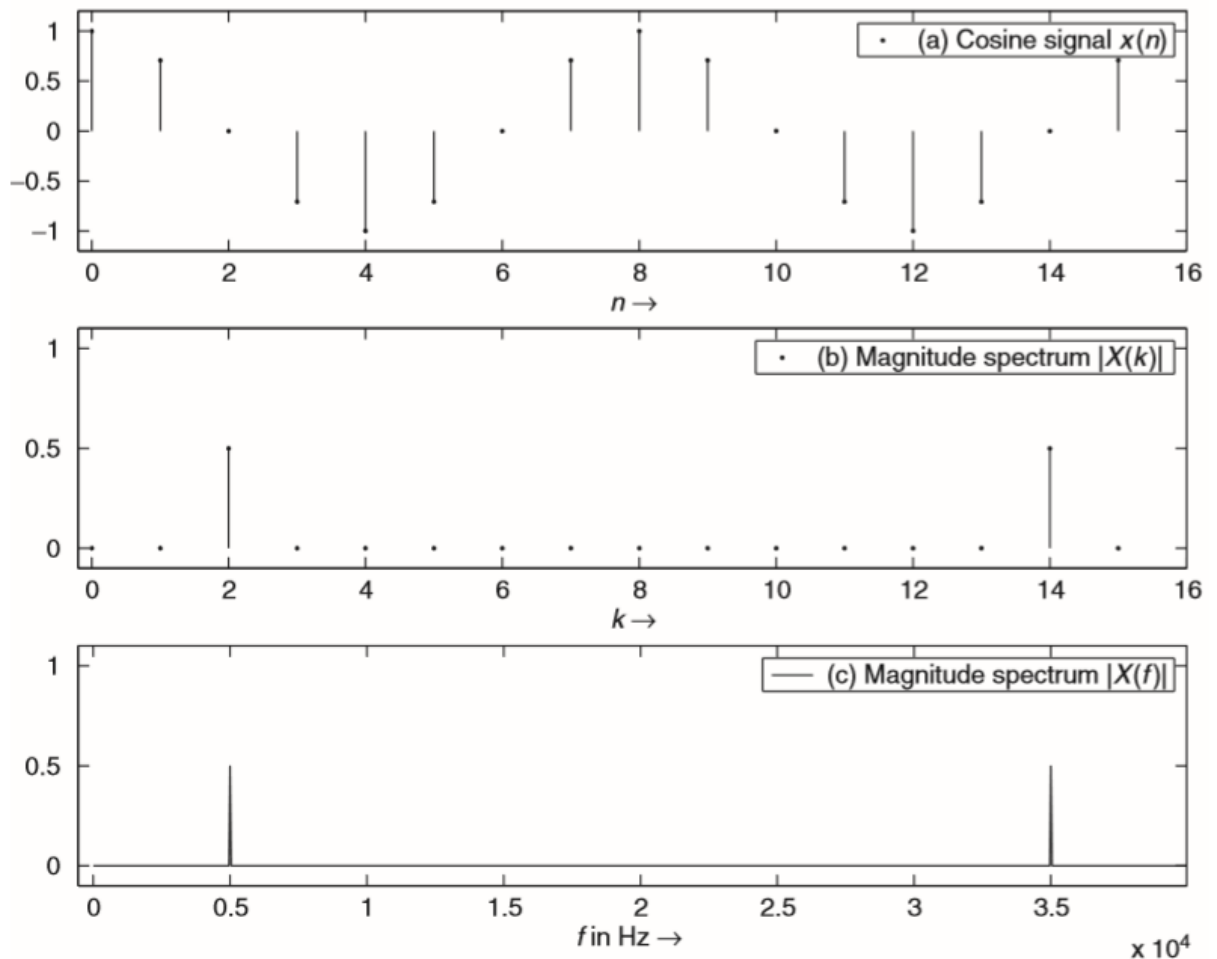 1
0.5
0
−0.5
−1
(a) Cosine signal x(n)
0 2 4 6 8 10 12 14 16
n →
1
0.5
0
(b) Magnitude spectrum |X(k)|
0 2 4 6 8 10 12 14 16
k →
1
0.5
0
(c) Magnitude spectrum |X(f)|
0 0.5 1 1.5 2 2.5 3 3.5
f in Hz →
x 10⁴